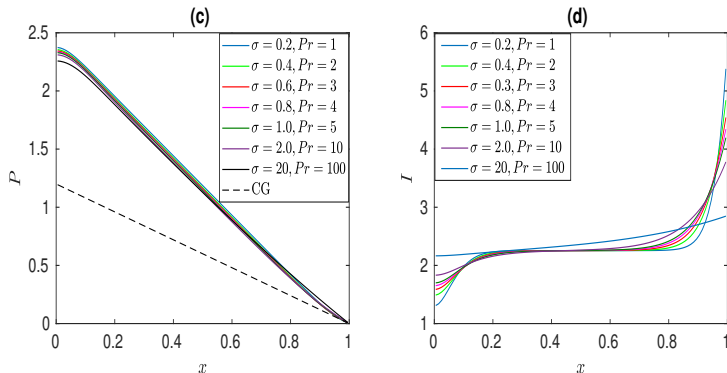 (c)
2.5
2
1.5
1
0.5
0
P
0
0.2
0.4
0.6
0.8
1
x
σ = 0.2, Pr = 1
σ = 0.4, Pr = 2
σ = 0.6, Pr = 3
σ = 0.8, Pr = 4
σ = 1.0, Pr = 5
σ = 2.0, Pr = 10
σ = 20, Pr = 100
CG
(d)
6
5
4
3
2
1
I
0
0.2
0.4
0.6
0.8
1
x
σ = 0.2, Pr = 1
σ = 0.4, Pr = 2
σ = 0.3, Pr = 3
σ = 0.8, Pr = 4
σ = 1.0, Pr = 5
σ = 2.0, Pr = 10
σ = 20, Pr = 100